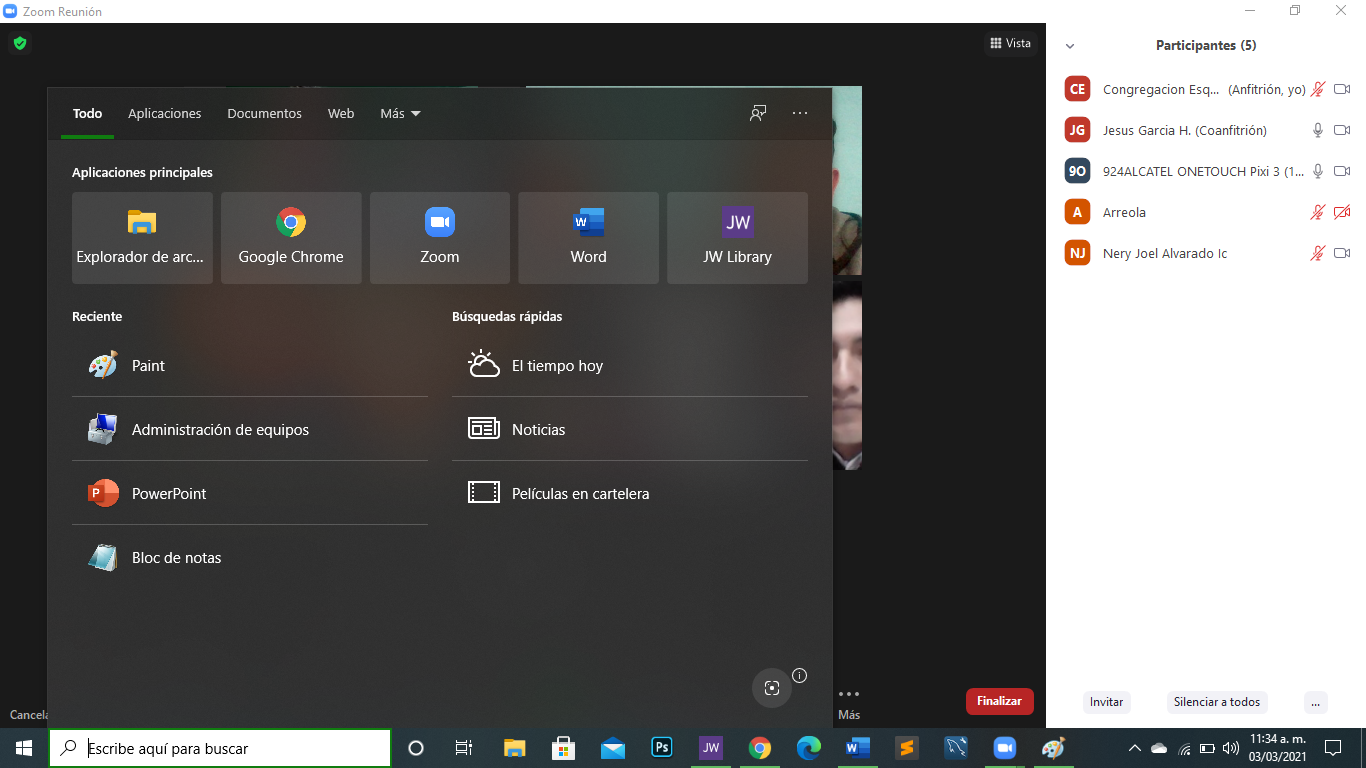 Zoom Reunión
Vista
Participantes (5)
CE Congregacion Esq... (Anfitrión, yo)
JG Jesus Garcia H. (Coanfitrión)
9O 924ALCATEL ONETOUCH Pixi 3 (1...
A Arreola
NJ Nery Joel Alvarado Ic
Invitar
Silenciar a todos
...
Todo
Aplicaciones
Documentos
Web
Más
Aplicaciones principales
Explorador de arc...
Google Chrome
Zoom
W
Word
JW
JW Library
Reciente
Paint
Administración de equipos
P
PowerPoint
Bloc de notas
Búsquedas rápidas
El tiempo hoy
Noticias
Películas en cartelera
Cancela
Más
Finalizar
Escribe aquí para buscar
Ps
JW
W
11:34 a. m.
03/03/2021